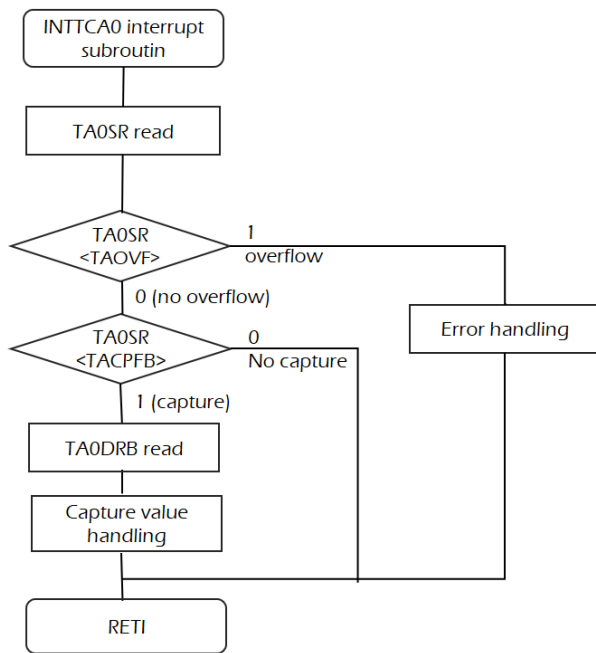 INTTCA0 interrupt
subroutin
TA0SR read
TA0SR
<TAOVF>
1
overflow
0 (no overflow)
Error handling
TA0SR
<TACPFB>
0
No capture
1 (capture)
TA0DRB read
Capture value
handling
RETI